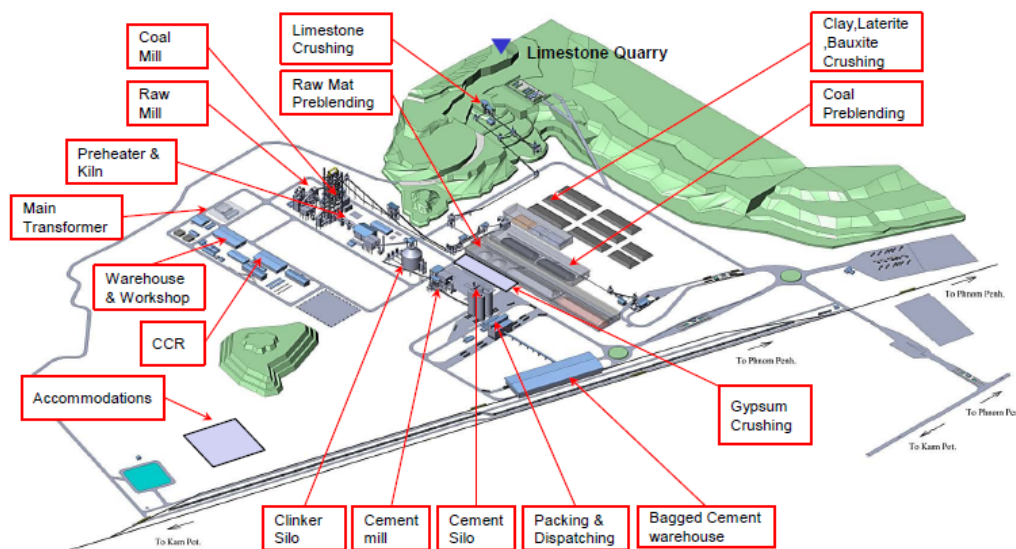 Coal
Mill
Limestone
Crushing
Limestone Quarry
Clay,Laterite
,Bauxite
Crushing
Raw
Mill
Raw Mat
Preblending
Coal
Preblending
Preheater &
Kiln
Main
Transformer
Warehouse
& Workshop
CCR
Accommodations
To Phnom Penh.
To Phnom Penh.
To Phnom Pe
To Kam Pot.
Gypsum
Crushing
Clinker
Silo
Cement
mill
Cement
Silo
Packing &
Dispatching
Bagged Cement
warehouse
To Kam Pot.